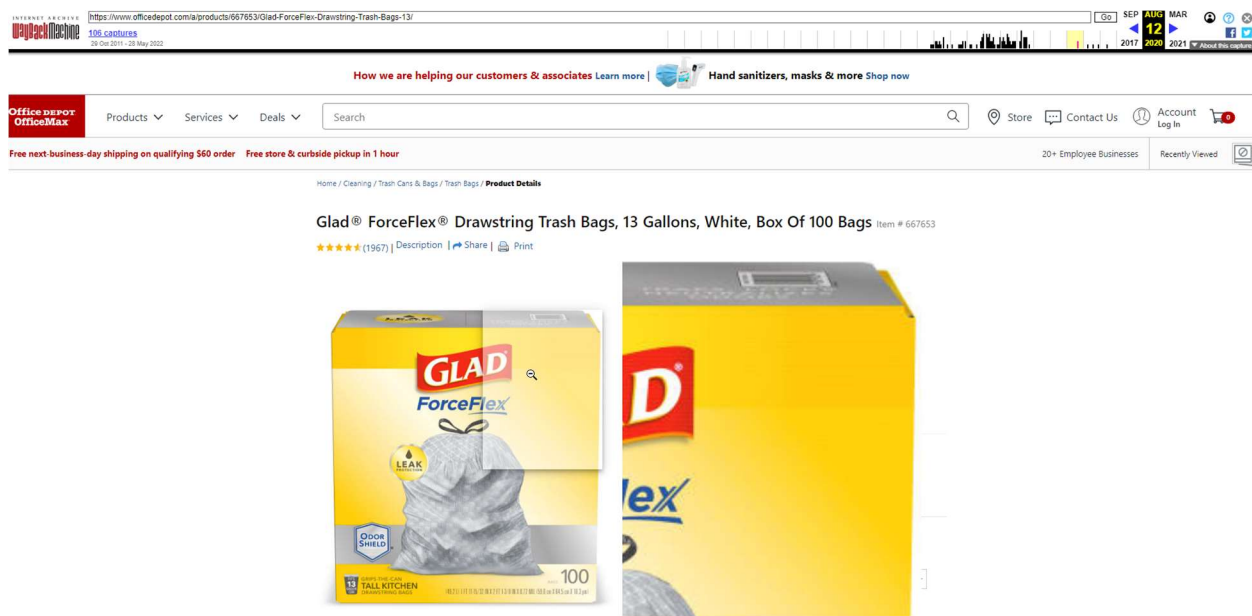 INTERNET ARCHIVE
WayBackMachine
https://www.officedepot.com/a/products/667653/Glad-ForceFlex-Drawstring-Trash-Bags-13/
Go
SEP AUG MAR
106 captures
12
29 Oct 2011 - 28 May 2022
2017 2020 2021
About this capture
How we are helping our customers & associates Learn more | Hand sanitizers, masks & more Shop now
Office DEPOT
OfficeMax
Products
Services
Deals
Search
Store
Contact Us
Account
Log In
0
Free next-business-day shipping on qualifying $60 order Free store & curbside pickup in 1 hour
20+ Employee Businesses
Recently Viewed
Home / Cleaning / Trash Cans & Bags / Trash Bags / Product Details
Glad® ForceFlex® Drawstring Trash Bags, 13 Gallons, White, Box Of 100 Bags Item # 667653
(1967) | Description | Share | Print
LEAK
GLAD
ForceFlex
LEAK
PROTECTION
ODOR
SHIELD
13
GRIPS-THE-CAN
TALL KITCHEN
DRAWSTRING BAGS
100
D®
lex